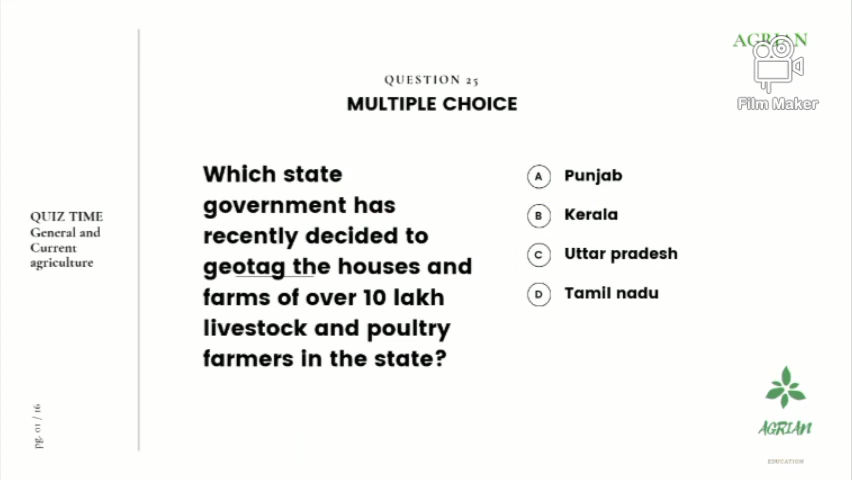 AGRIAN
Film Maker
QUESTION 25
MULTIPLE CHOICE
QUIZ TIME
General and
Current
agriculture
Which state
government has
recently decided to
geotag the houses and
farms of over 10 lakh
livestock and poultry
farmers in the state?
A Punjab
B Kerala
C Uttar pradesh
D Tamil nadu
pg. 01 / 16
AGRIAN
EDUCATION